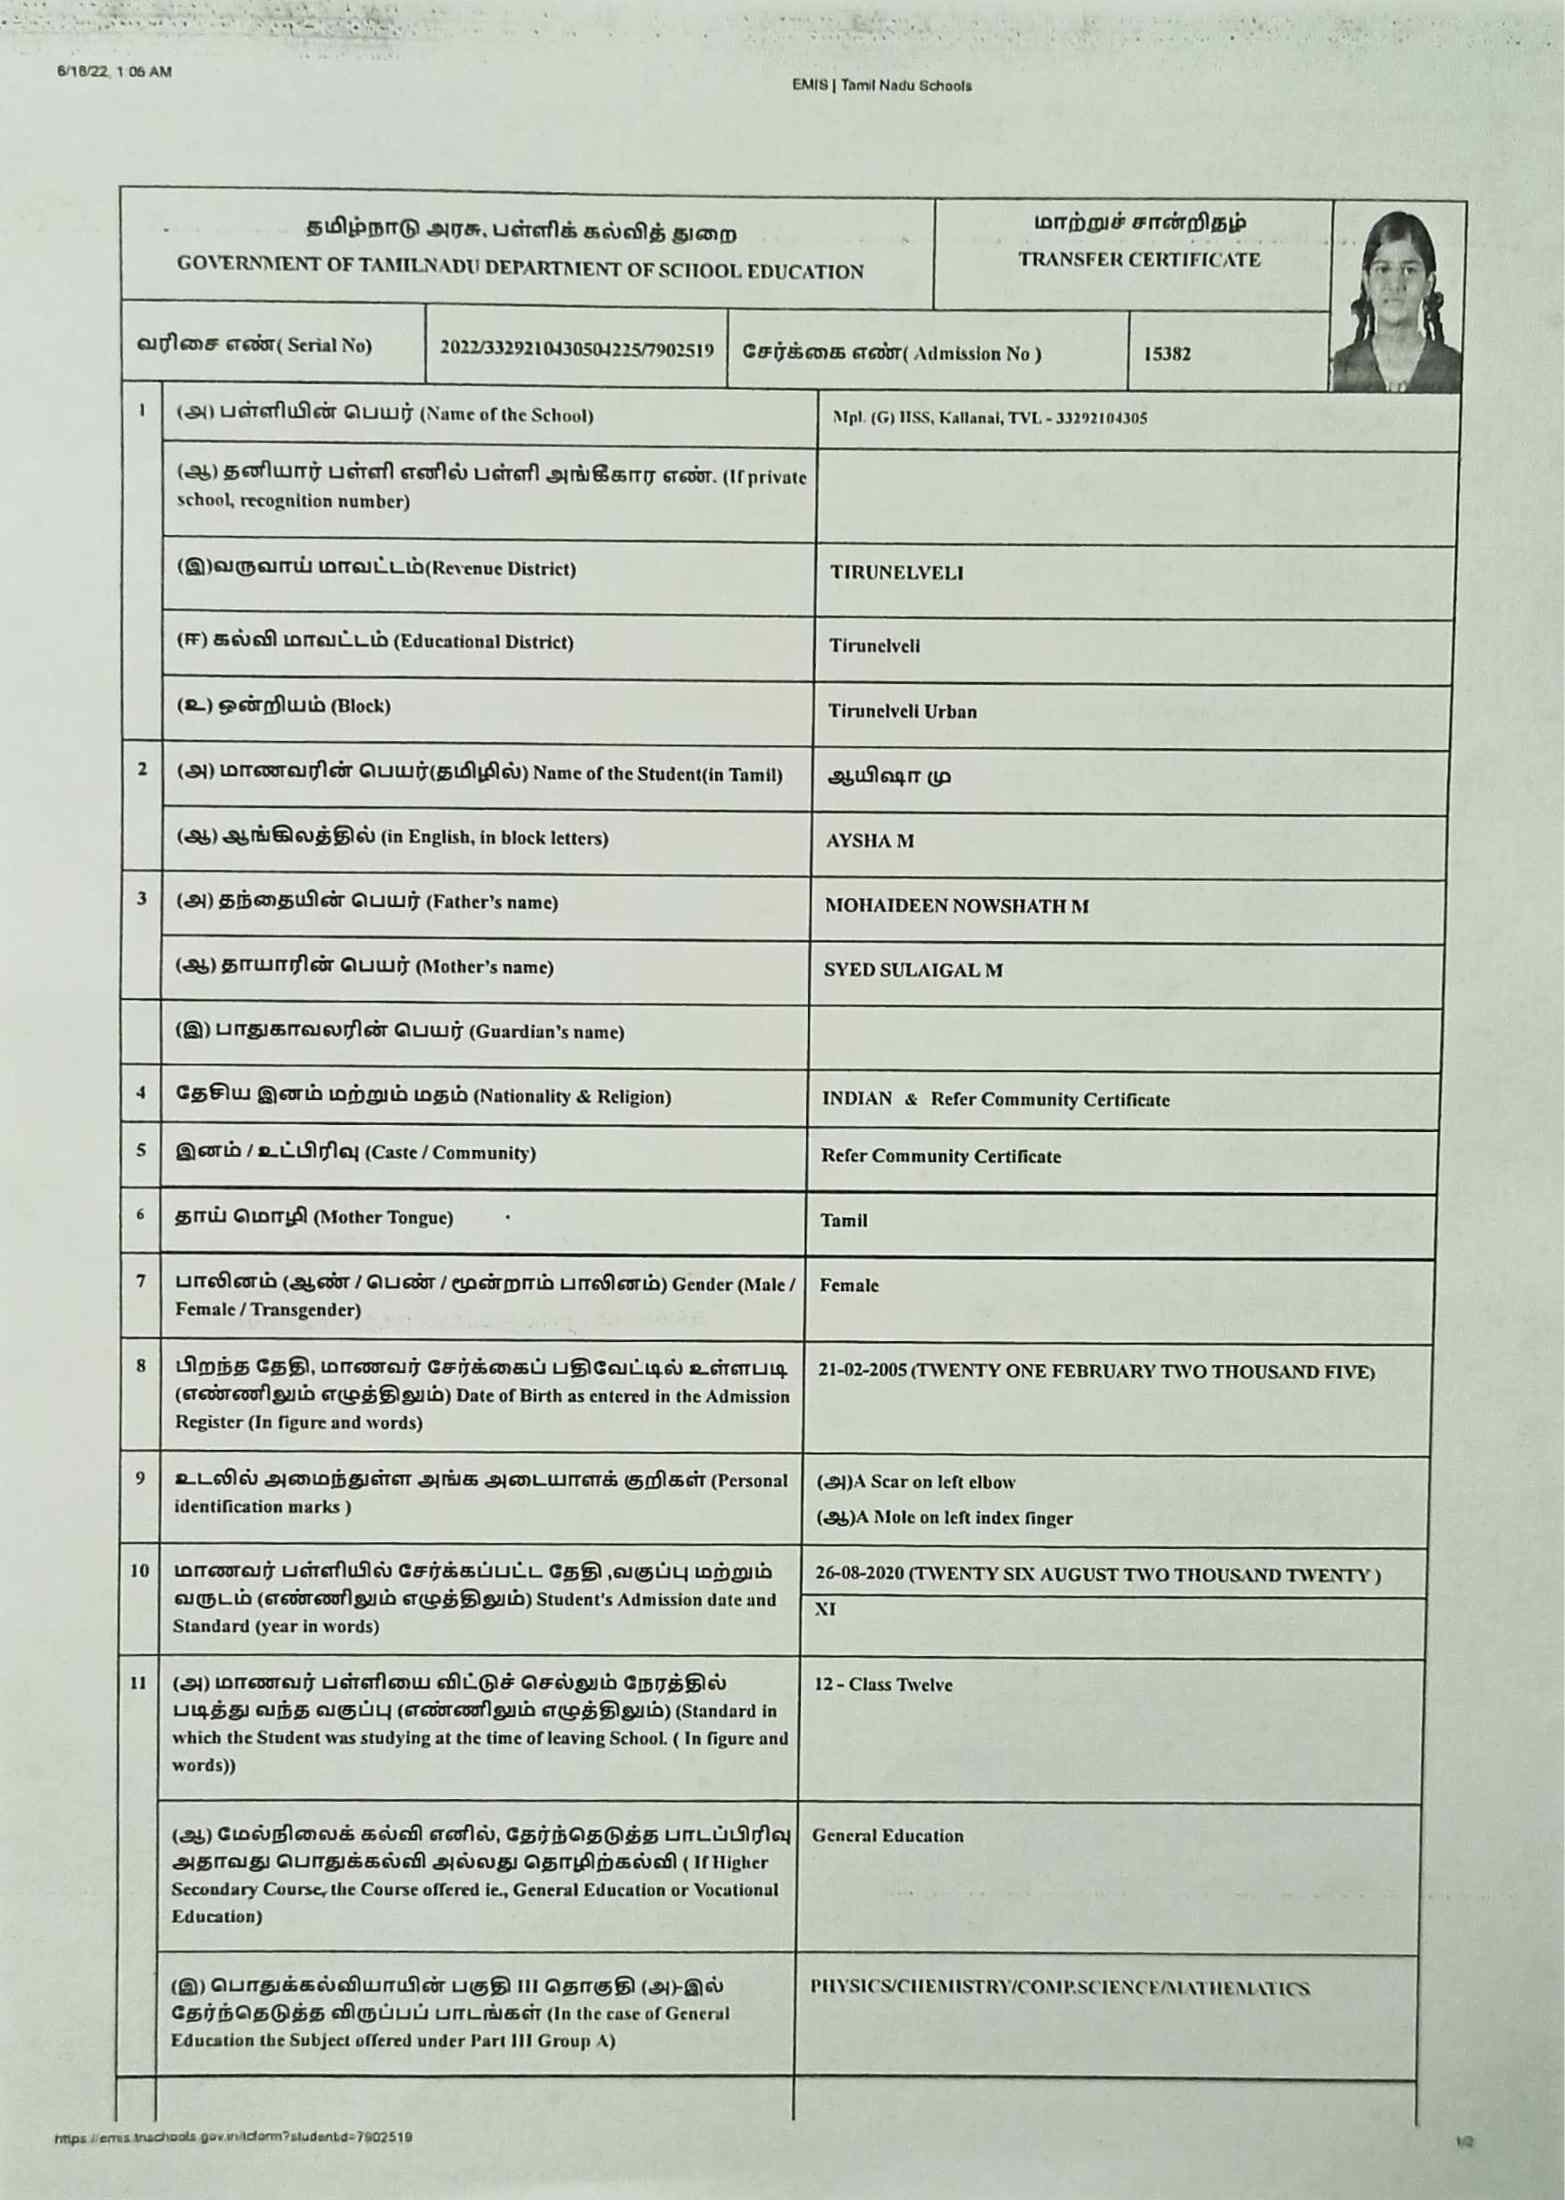 6/18/22, 1:06 AM
EMIS | Tamil Nadu Schools
தமிழ்நாடு அரசு, பள்ளிக் கல்வித் துறை
GOVERNMENT OF TAMILNADU DEPARTMENT OF SCHOOL EDUCATION
மாற்றுச் சான்றிதழ்
TRANSFER CERTIFICATE
வரிசை எண்( Serial No) 2022/3329210430504225/7902519 சேர்க்கை எண்( Admission No ) 15382
1 (அ) பள்ளியின் பெயர் (Name of the School) Mpl. (G) HSS, Kallanai, TVL - 33292104305
(ஆ) தனியார் பள்ளி எனில் பள்ளி அங்கீகார எண். (If private
school, recognition number)
(இ)வருவாய் மாவட்டம்(Revenue District) TIRUNELVELI
(ஈ) கல்வி மாவட்டம் (Educational District) Tirunelveli
(உ) ஒன்றியம் (Block) Tirunelveli Urban
2 (அ) மாணவரின் பெயர்(தமிழில்) Name of the Student(in Tamil) ஆயிஷா மு
(ஆ) ஆங்கிலத்தில் (in English, in block letters) AYSHA M
3 (அ) தந்தையின் பெயர் (Father's name) MOHAIDEEN NOWSHATH M
(ஆ) தாயாரின் பெயர் (Mother's name) SYED SULAIGAL M
(இ) பாதுகாவலரின் பெயர் (Guardian's name)
4 தேசிய இனம் மற்றும் மதம் (Nationality & Religion) INDIAN & Refer Community Certificate
5 இனம் / உட்பிரிவு (Caste / Community) Refer Community Certificate
6 தாய் மொழி (Mother Tongue) Tamil
7 பாலினம் (ஆண் / பெண் / மூன்றாம் பாலினம்) Gender (Male / Female
Female / Transgender)
8 பிறந்த தேதி, மாணவர் சேர்க்கைப் பதிவேட்டில் உள்ளபடி 21-02-2005 (TWENTY ONE FEBRUARY TWO THOUSAND FIVE)
(எண்ணிலும் எழுத்திலும்) Date of Birth as entered in the Admission
Register (In figure and words)
9 உடலில் அமைந்துள்ள அங்க அடையாளக் குறிகள் (Personal (அ)A Scar on left elbow
identification marks ) (ஆ)A Mole on left index finger
10 மாணவர் பள்ளியில் சேர்க்கப்பட்ட தேதி ,வகுப்பு மற்றும் 26-08-2020 (TWENTY SIX AUGUST TWO THOUSAND TWENTY )
வருடம் (எண்ணிலும் எழுத்திலும்) Student's Admission date and XI
Standard (year in words)
11 (அ) மாணவர் பள்ளியை விட்டுச் செல்லும் நேரத்தில் 12 - Class Twelve
படித்து வந்த வகுப்பு (எண்ணிலும் எழுத்திலும்) (Standard in
which the Student was studying at the time of leaving School. ( In figure and
words))
(ஆ) மேல்நிலைக் கல்வி எனில், தேர்ந்தெடுத்த பாடப்பிரிவு General Education
அதாவது பொதுக்கல்வி அல்லது தொழிற்கல்வி ( If Higher
Secondary Course, the Course offered ie., General Education or Vocational
Education)
(இ) பொதுக்கல்வியாயின் பகுதி III தொகுதி (அ)-இல் PHYSICS/CHEMISTRY/COMP.SCIENCE/MATHEMATICS
தேர்ந்தெடுத்த விருப்பப் பாடங்கள் (In the case of General
Education the Subject offered under Part III Group A)
https://emis.tnschools.gov.in/tcform?studentid=7902519
1/2